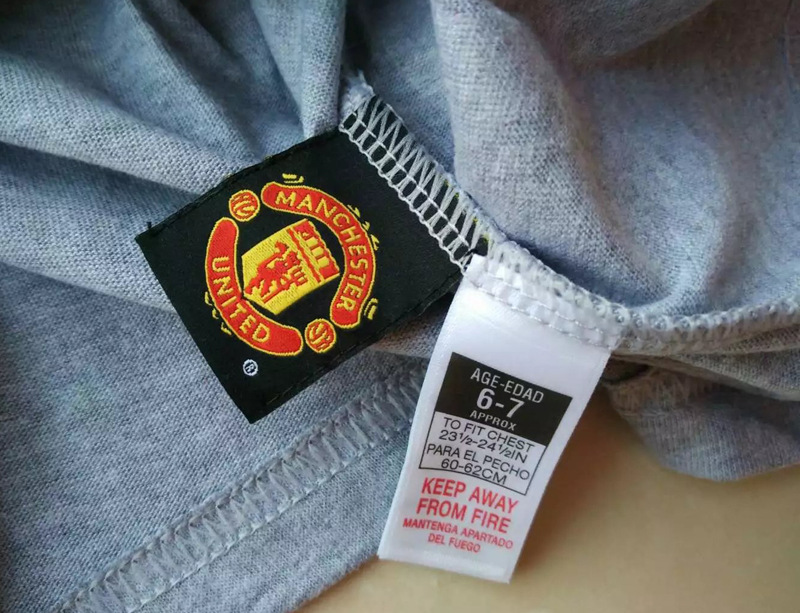 MANCHESTER
UNITED
®
AGE-EDAD
6-7
APPROX
TO FIT CHEST
23½-24½IN
PARA EL PECHO
60-62CM
KEEP AWAY
FROM FIRE
MANTENGA APARTADO
DEL FUEGO